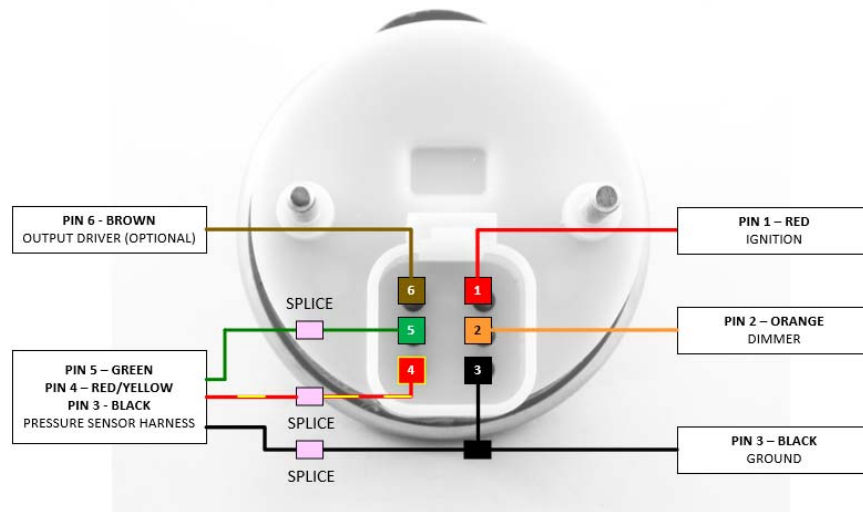 PIN 6 - BROWN
OUTPUT DRIVER (OPTIONAL)
PIN 1 – RED
IGNITION
6
1
SPLICE
5
2
PIN 2 – ORANGE
DIMMER
PIN 5 – GREEN
PIN 4 – RED/YELLOW
PIN 3 - BLACK
PRESSURE SENSOR HARNESS
4
3
SPLICE
SPLICE
PIN 3 – BLACK
GROUND